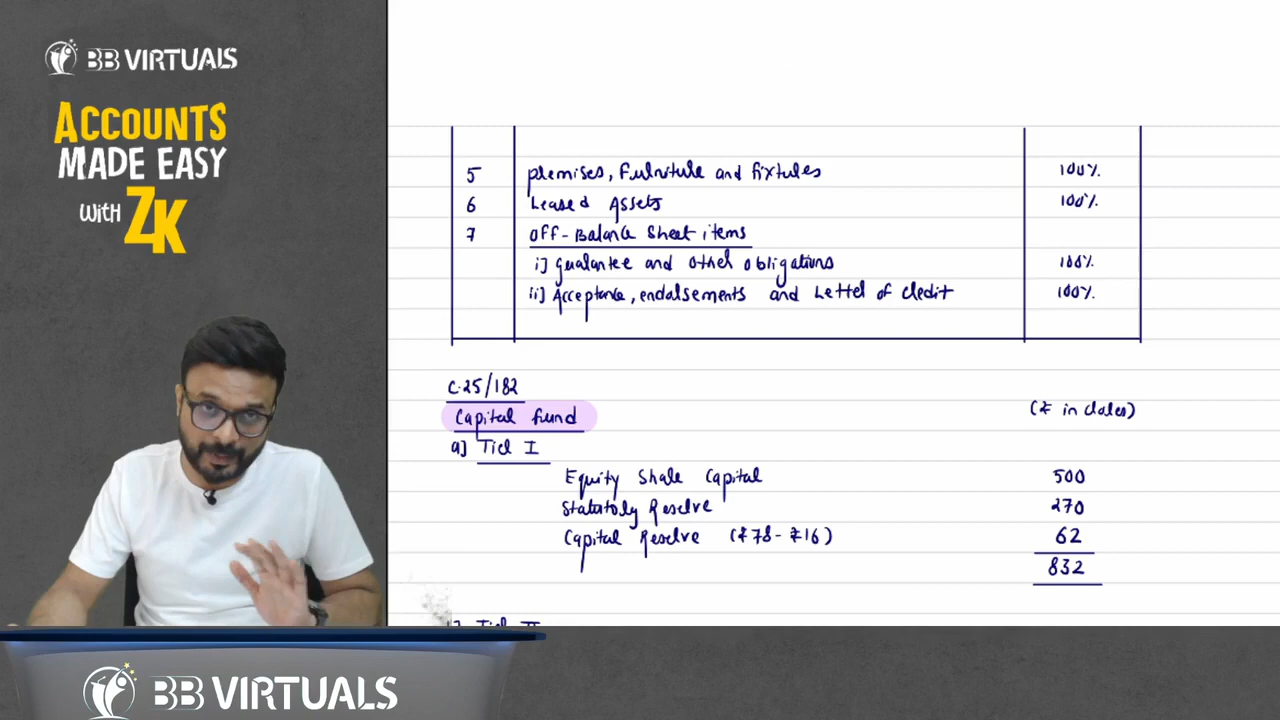 BB VIRTUALS
ACCOUNTS
MADE EASY
WITH ZK
5 Premises, Furniture and fixtures 100%
6 Leased Assets 100%
7 Off-Balance Sheet items
i] Guarantee and other obligations 100%
ii] Acceptance, endorsements and Letter of credit 100%
C.25/182
Capital Fund (₹ in crores)
a] Tier I
Equity Share Capital 500
Statutory Reserve 270
Capital Reserve (₹78 - ₹16) 62
832
BB VIRTUALS